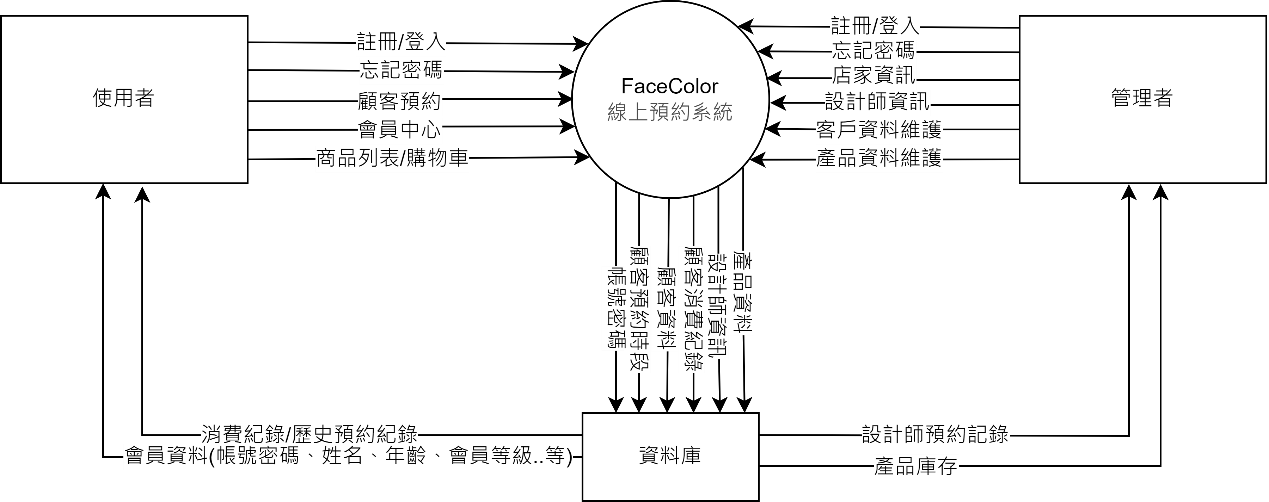 使用者
註冊/登入
忘記密碼
顧客預約
會員中心
商品列表/購物車
FaceColor
線上預約系統
註冊/登入
忘記密碼
店家資訊
設計師資訊
客戶資料維護
產品資料維護
管理者
帳號密碼
顧客預約時段
顧客資料
顧客消費紀錄
設計師資訊
產品資料
消費紀錄/歷史預約紀錄
會員資料(帳號密碼、姓名、年齡、會員等級..等)
資料庫
設計師預約記錄
產品庫存